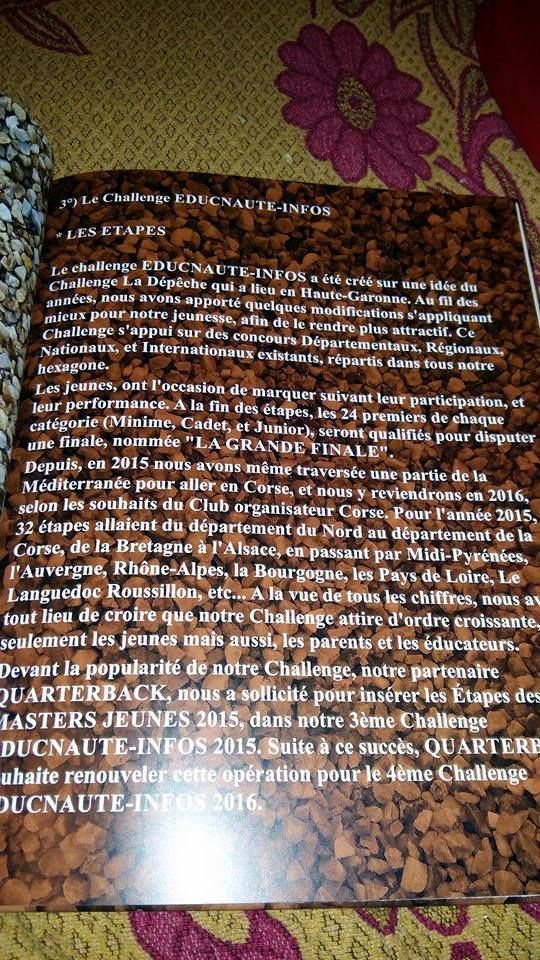 3°) Le Challenge EDUCNAUTE-INFOS
* LES ETAPES
Le challenge EDUCNAUTE-INFOS a été créé sur une idée du
Challenge La Dépêche qui a lieu en Haute-Garonne. Au fil des
années, nous avons apporté quelques modifications s'appliquant
mieux pour notre jeunesse, afin de le rendre plus attractif. Ce
Challenge s'appui sur des concours Départementaux, Régionaux,
Nationaux, et Internationaux existants, répartis dans tous notre
hexagone.
Les jeunes, ont l'occasion de marquer suivant leur participation, et
leur performance. A la fin des étapes, les 24 premiers de chaque
catégorie (Minime, Cadet, et Junior), seront qualifiés pour disputer
une finale, nommée "LA GRANDE FINALE".
Depuis, en 2015 nous avons même traversée une partie de la
Méditerranée pour aller en Corse, et nous y reviendrons en 2016,
selon les souhaits du Club organisateur Corse. Pour l'année 2015,
32 étapes allaient du département du Nord au département de la
Corse, de la Bretagne à l'Alsace, en passant par Midi-Pyrénées,
l'Auvergne, Rhône-Alpes, la Bourgogne, les Pays de Loire, Le
Languedoc Roussillon, etc... A la vue de tous les chiffres, nous av
tout lieu de croire que notre Challenge attire d'ordre croissante,
seulement les jeunes mais aussi, les parents et les éducateurs.
Devant la popularité de notre Challenge, notre partenaire
QUARTERBACK, nous a sollicité pour insérer les Étapes des
MASTERS JEUNES 2015, dans notre 3ème Challenge
DUCNAUTE-INFOS 2015. Suite à ce succès, QUARTERB
uhaite renouveler cette opération pour le 4ème Challenge
DUCNAUTE-INFOS 2016.